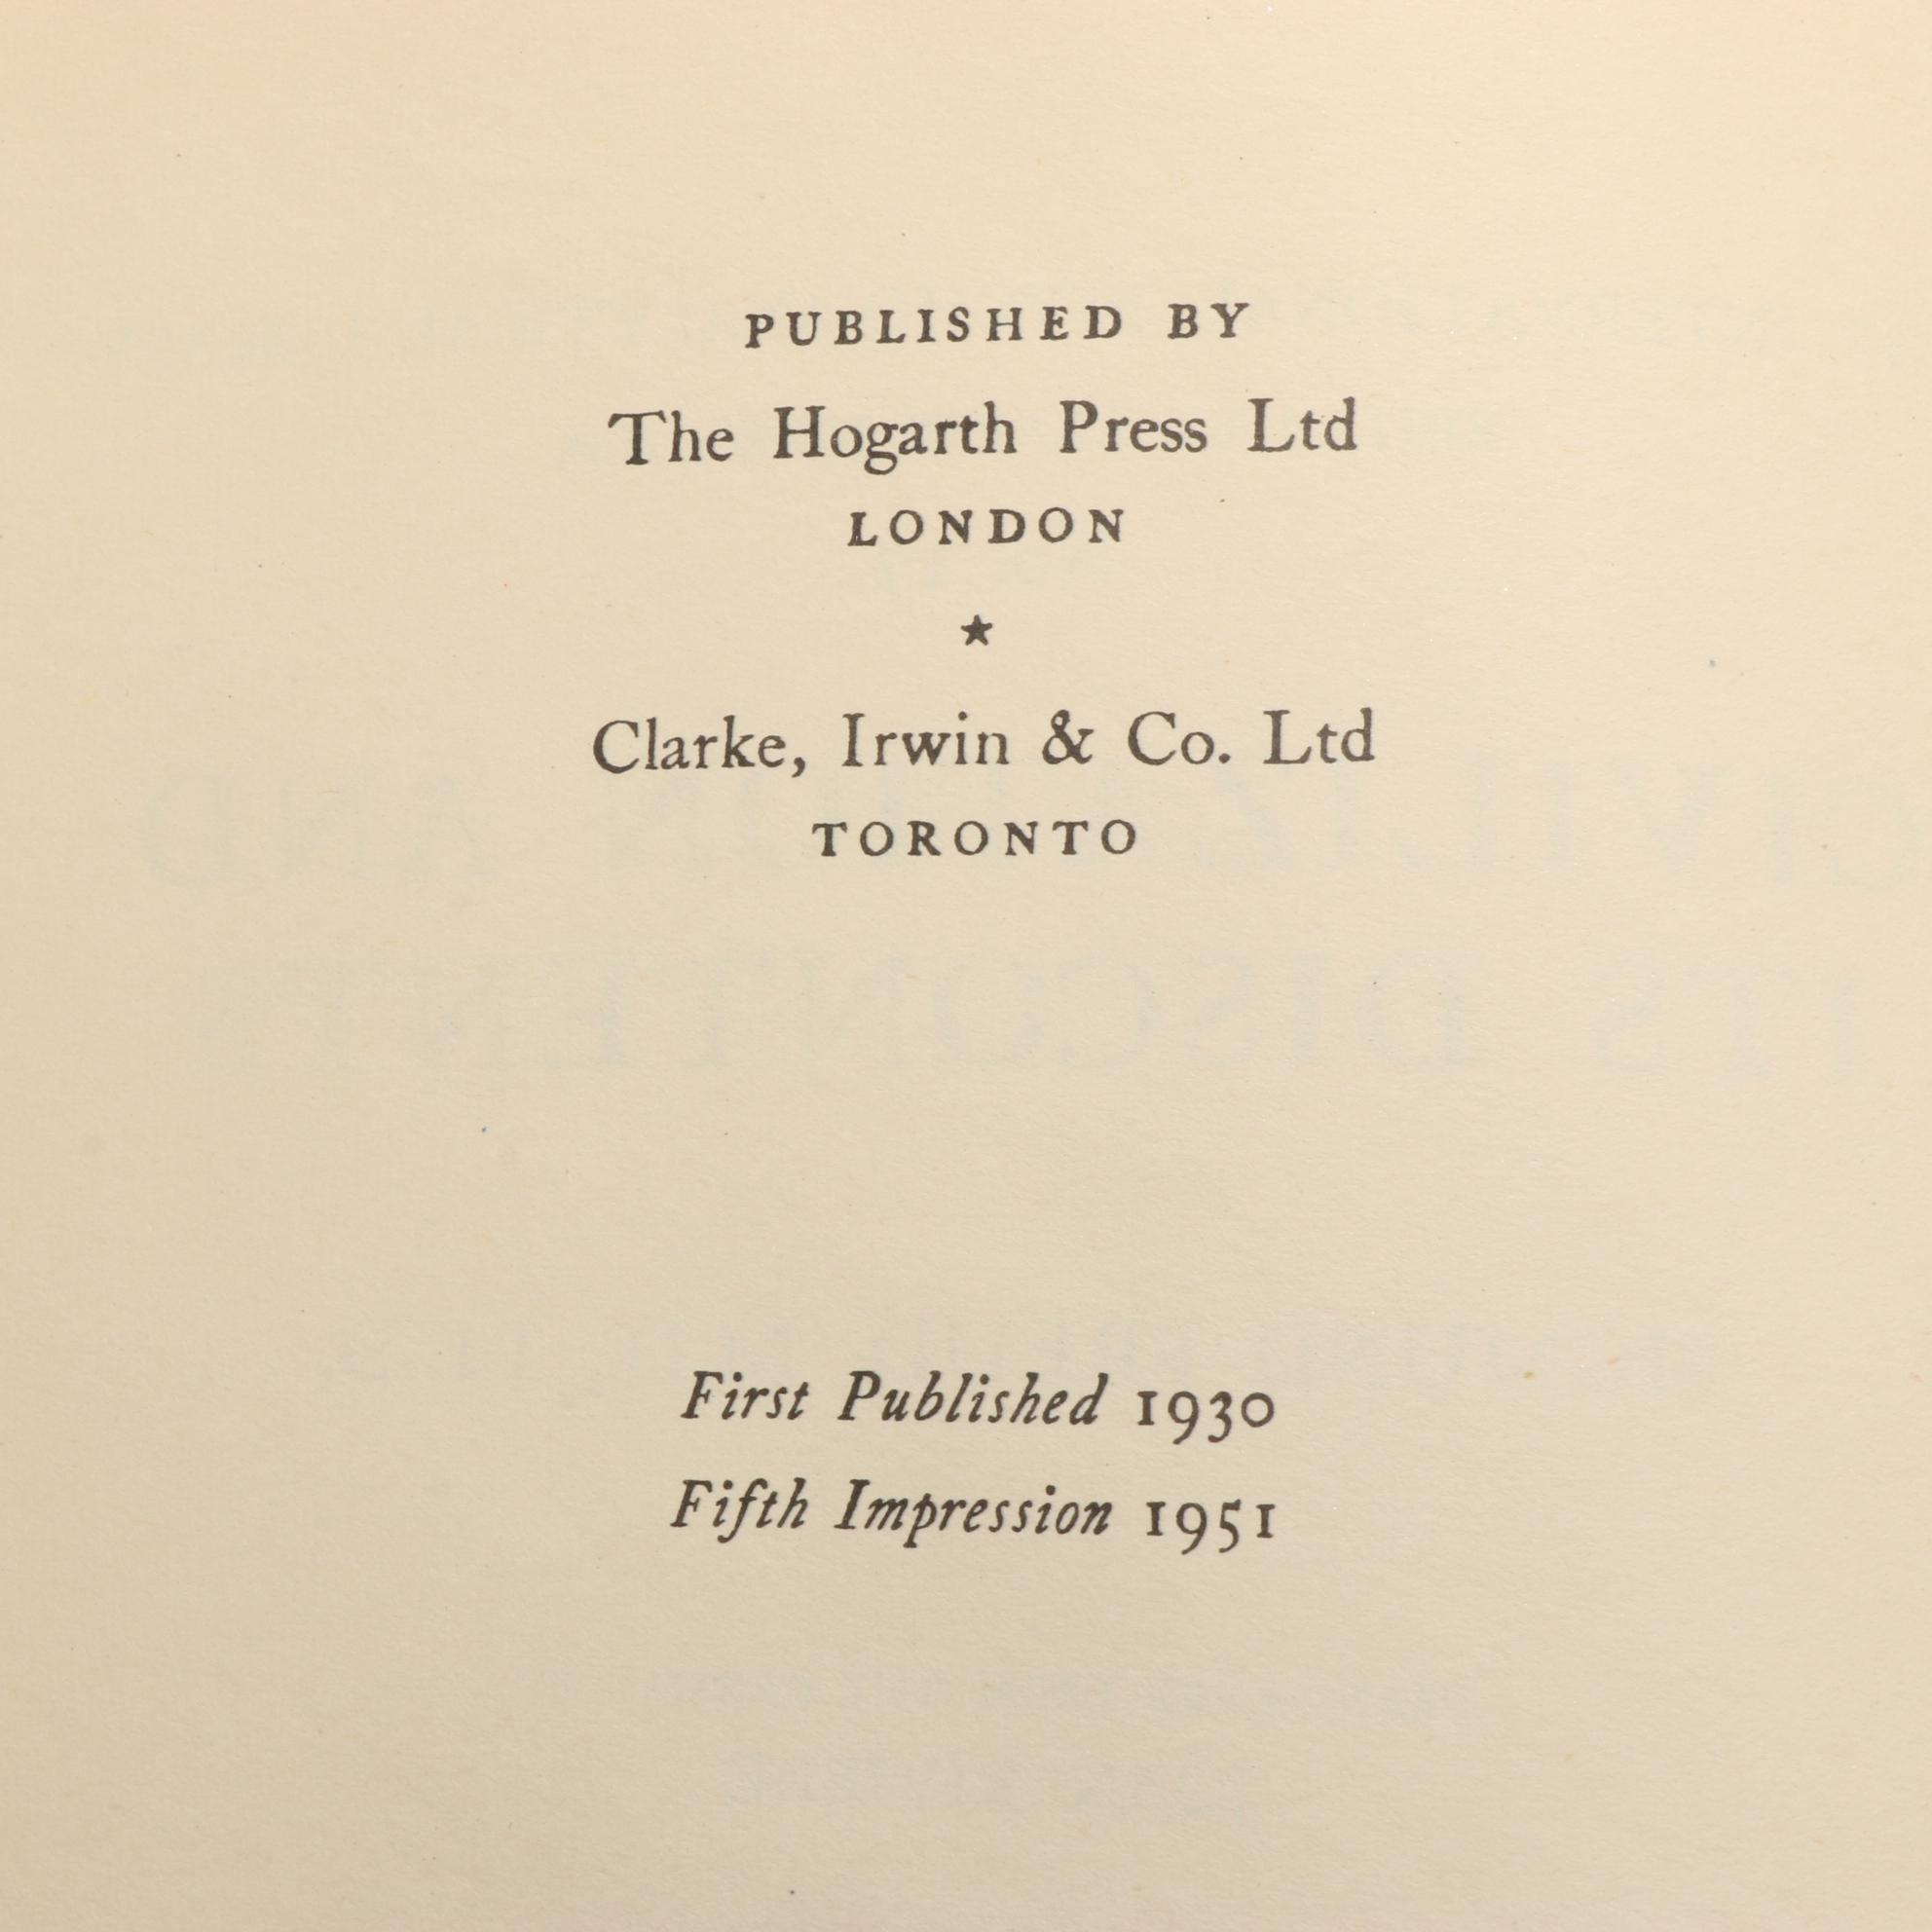 PUBLISHED BY
The Hogarth Press Ltd
LONDON
★
Clarke, Irwin & Co. Ltd
TORONTO
First Published 1930
Fifth Impression 1951